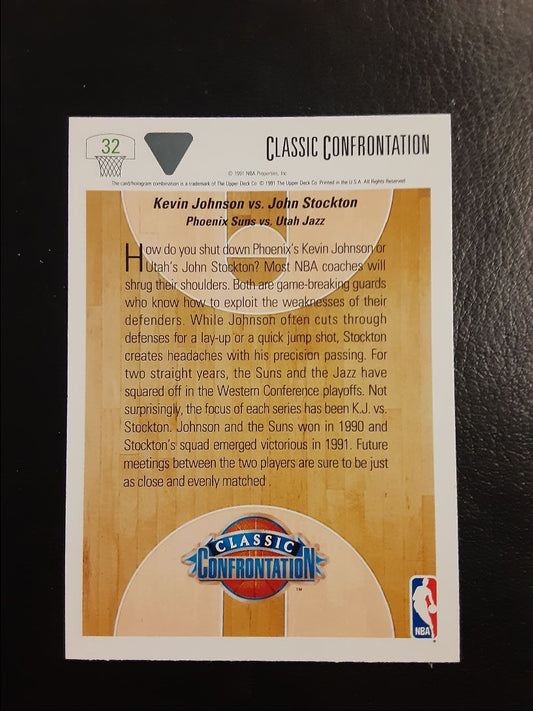 32
CLASSIC CONFRONTATION
© 1991 NBA Properties, Inc.
The card/hologram combination is a trademark of The Upper Deck Co. © 1991 The Upper Deck Co. Printed in the U.S.A. All Rights Reserved.
Kevin Johnson vs. John Stockton
Phoenix Suns vs. Utah Jazz
How do you shut down Phoenix's Kevin Johnson or
Utah's John Stockton? Most NBA coaches will
shrug their shoulders. Both are game-breaking guards
who know how to exploit the weaknesses of their
defenders. While Johnson often cuts through
defenses for a lay-up or a quick jump shot, Stockton
creates headaches with his precision passing. For
two straight years, the Suns and the Jazz have
squared off in the Western Conference playoffs. Not
surprisingly, the focus of each series has been K.J. vs.
Stockton. Johnson and the Suns won in 1990 and
Stockton's squad emerged victorious in 1991. Future
meetings between the two players are sure to be just
as close and evenly matched .
CLASSIC
CONFRONTATION
TM
NBA